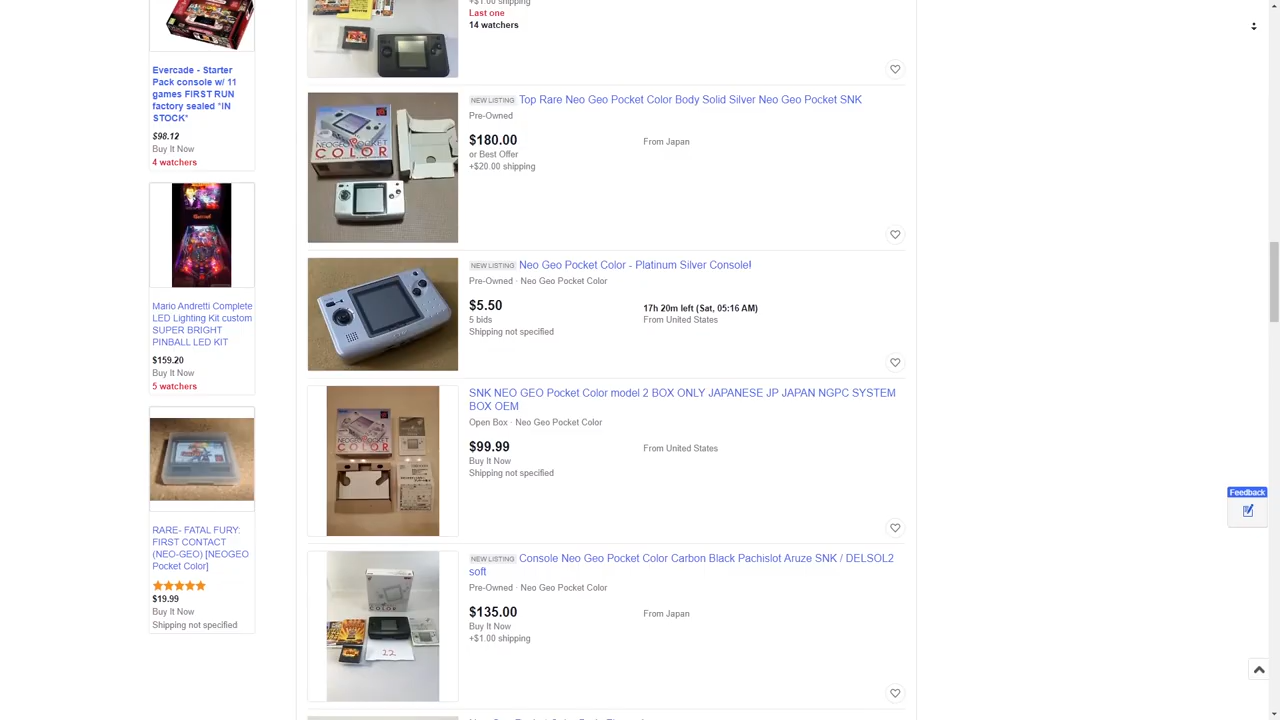 Evercade - Starter
Pack console w/ 11
games FIRST RUN
factory sealed *IN
STOCK*
$98.12
Buy It Now
4 watchers
Mario Andretti Complete
LED Lighting Kit custom
SUPER BRIGHT
PINBALL LED KIT
$159.20
Buy It Now
5 watchers
RARE- FATAL FURY:
FIRST CONTACT
(NEO-GEO) [NEOGEO
Pocket Color]
$19.99
Buy It Now
Shipping not specified
+$1.00 shipping
Last one
14 watchers
NEW LISTING Top Rare Neo Geo Pocket Color Body Solid Silver Neo Geo Pocket SNK
Pre-Owned
$180.00
From Japan
or Best Offer
+$20.00 shipping
NEOGEO POCKET
COLOR
NEW LISTING Neo Geo Pocket Color - Platinum Silver Console!
Pre-Owned · Neo Geo Pocket Color
$5.50
17h 20m left (Sat, 05:16 AM)
5 bids
From United States
Shipping not specified
SNK NEO GEO Pocket Color model 2 BOX ONLY JAPANESE JP JAPAN NGPC SYSTEM
BOX OEM
Open Box · Neo Geo Pocket Color
$99.99
From United States
Buy It Now
Shipping not specified
NEOGEO POCKET
COLOR
NEW LISTING Console Neo Geo Pocket Color Carbon Black Pachislot Aruze SNK / DELSOL2
soft
Pre-Owned · Neo Geo Pocket Color
$135.00
From Japan
Buy It Now
+$1.00 shipping
COLOR
22
Feedback